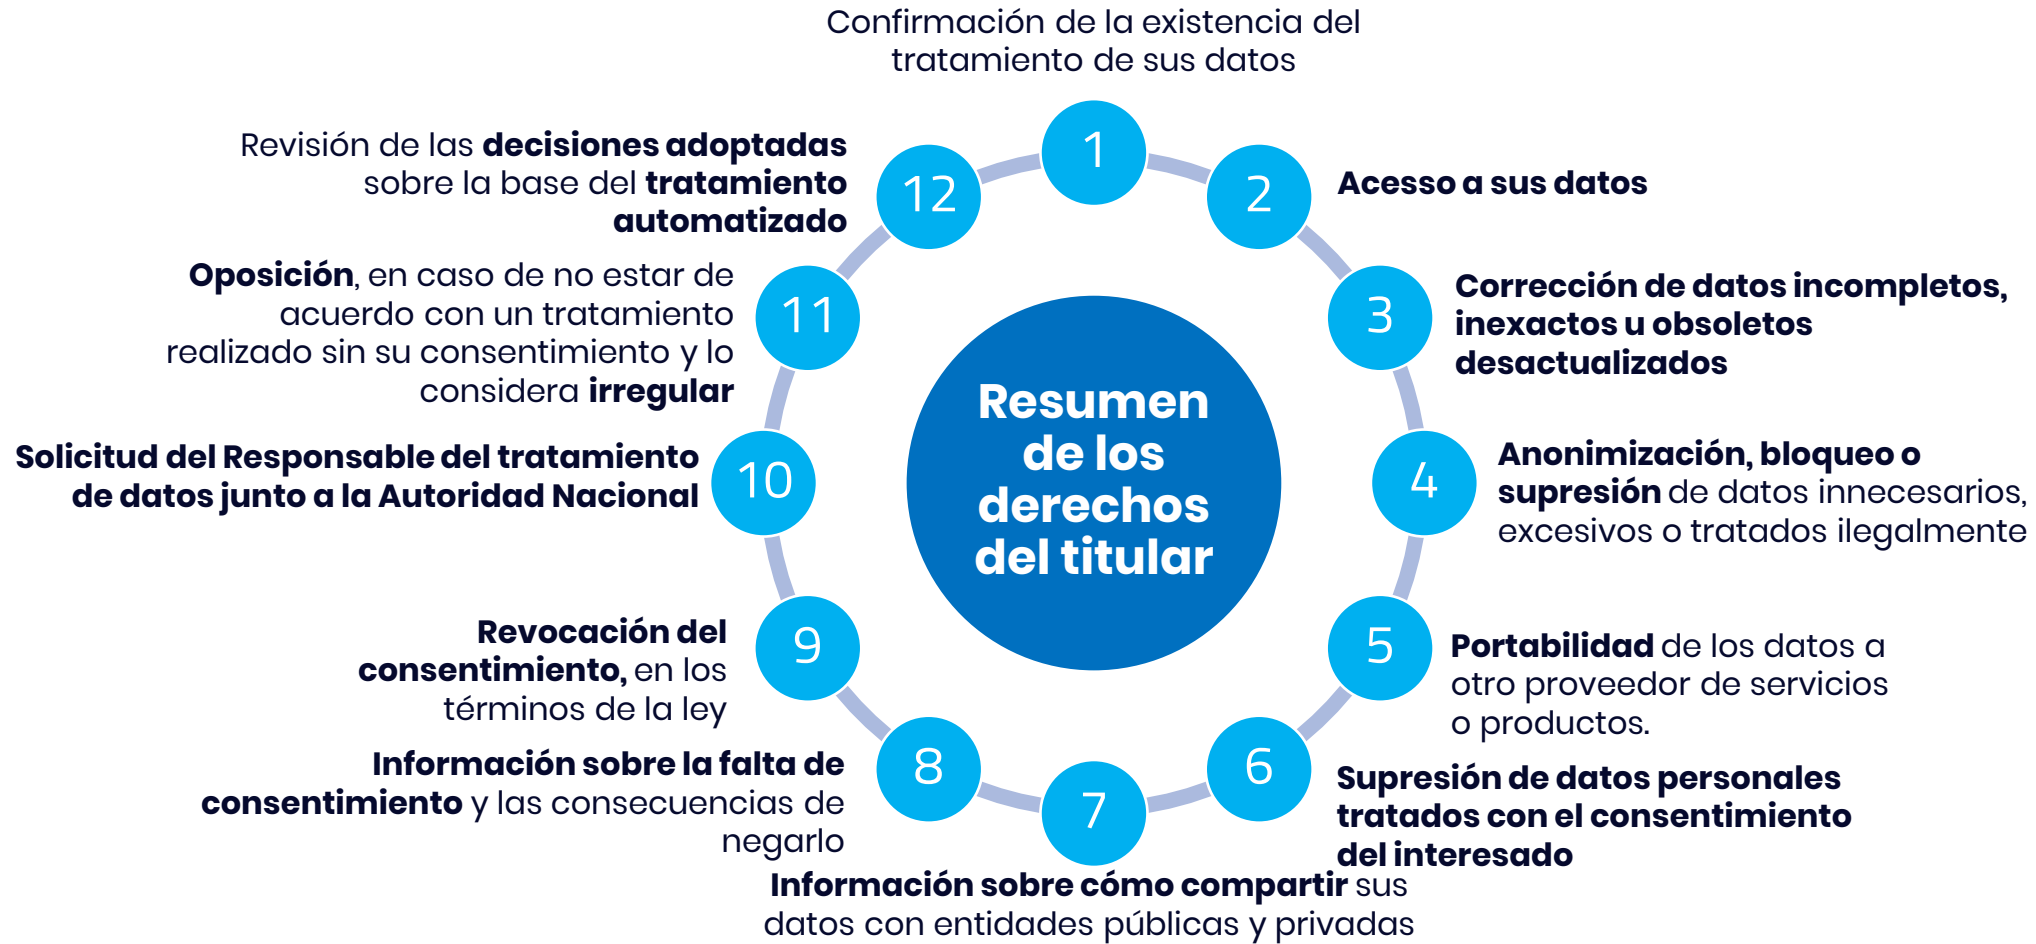 Confirmación de la existencia del
tratamiento de sus datos
1
2
Acesso a sus datos
3
Corrección de datos incompletos,
inexactos u obsoletos
desactualizados
4
Anonimización, bloqueo o
supresión de datos innecesarios,
excesivos o tratados ilegalmente
5
Portabilidad de los datos a
otro proveedor de servicios
o productos.
6
Supresión de datos personales
tratados con el consentimiento
del interesado
7
Información sobre cómo compartir sus
datos con entidades públicas y privadas
8
Información sobre la falta de
consentimiento y las consecuencias de
negarlo
9
Revocación del
consentimiento, en los
términos de la ley
10
Solicitud del Responsable del tratamiento
de datos junto a la Autoridad Nacional
11
Oposición, en caso de no estar de
acuerdo con un tratamiento
realizado sin su consentimiento y lo
considera irregular
12
Revisión de las decisiones adoptadas
sobre la base del tratamiento
automatizado
Resumen
de los
derechos
del titular